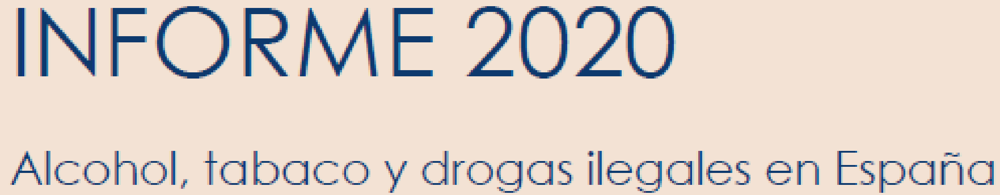 INFORME 2020
Alcohol, tabaco y drogas ilegales en España